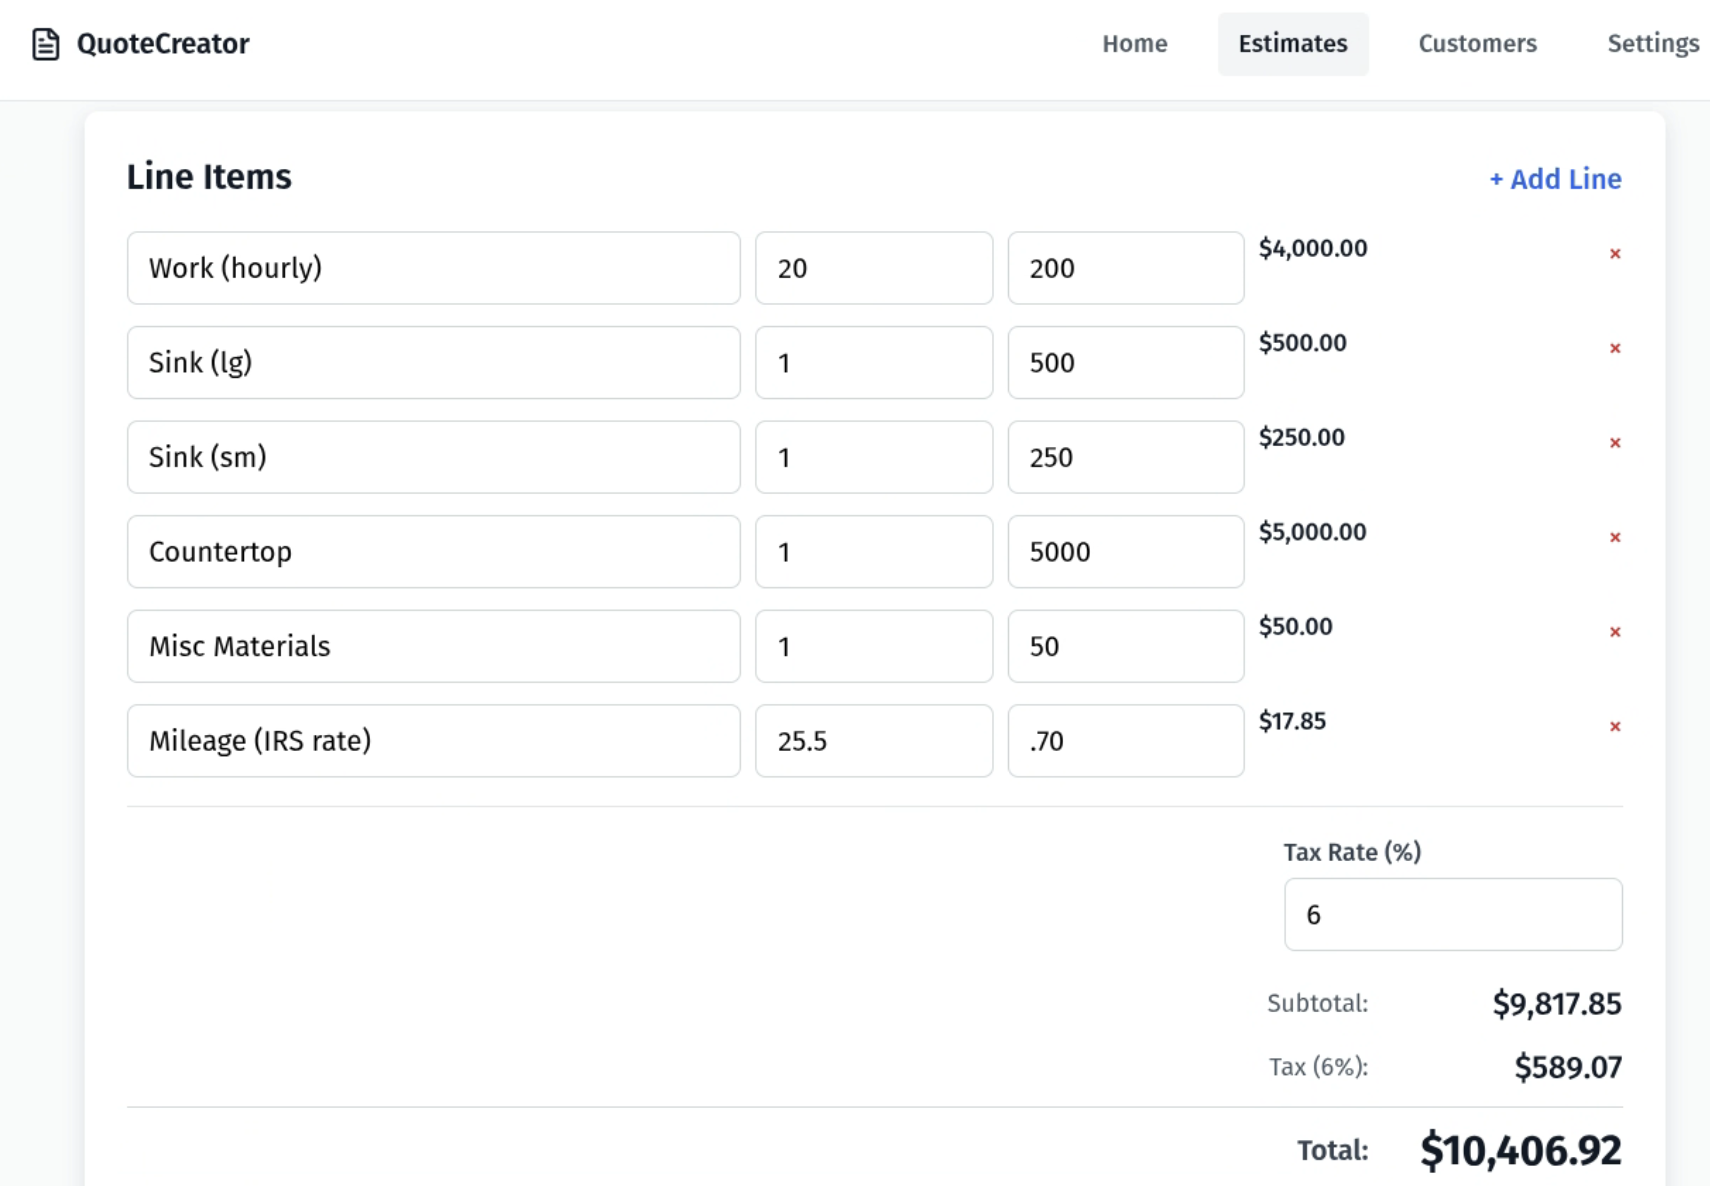 QuoteCreator Home Estimates Customers Settings
Line Items + Add Line
Work (hourly) 20 200 $4,000.00 ×
Sink (lg) 1 500 $500.00 ×
Sink (sm) 1 250 $250.00 ×
Countertop 1 5000 $5,000.00 ×
Misc Materials 1 50 $50.00 ×
Mileage (IRS rate) 25.5 .70 $17.85 ×
Tax Rate (%)
6
Subtotal: $9,817.85
Tax (6%): $589.07
Total: $10,406.92